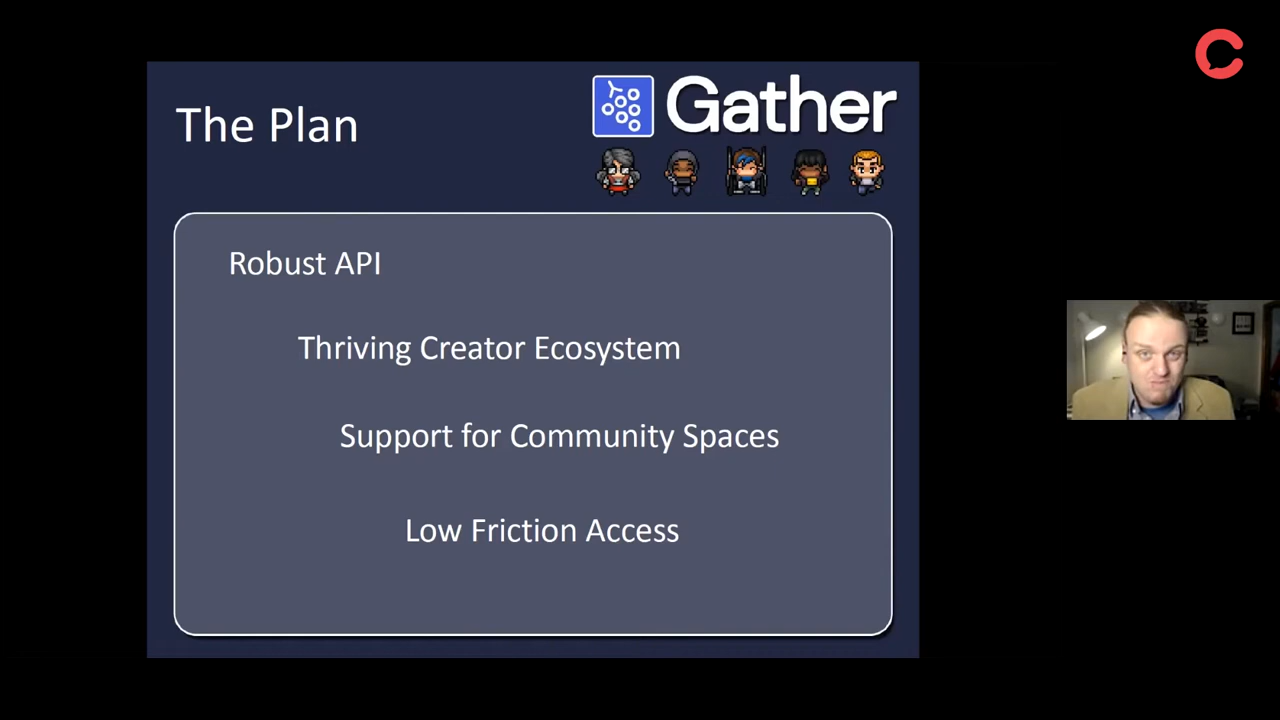 The Plan
Gather
Robust API
Thriving Creator Ecosystem
Support for Community Spaces
Low Friction Access